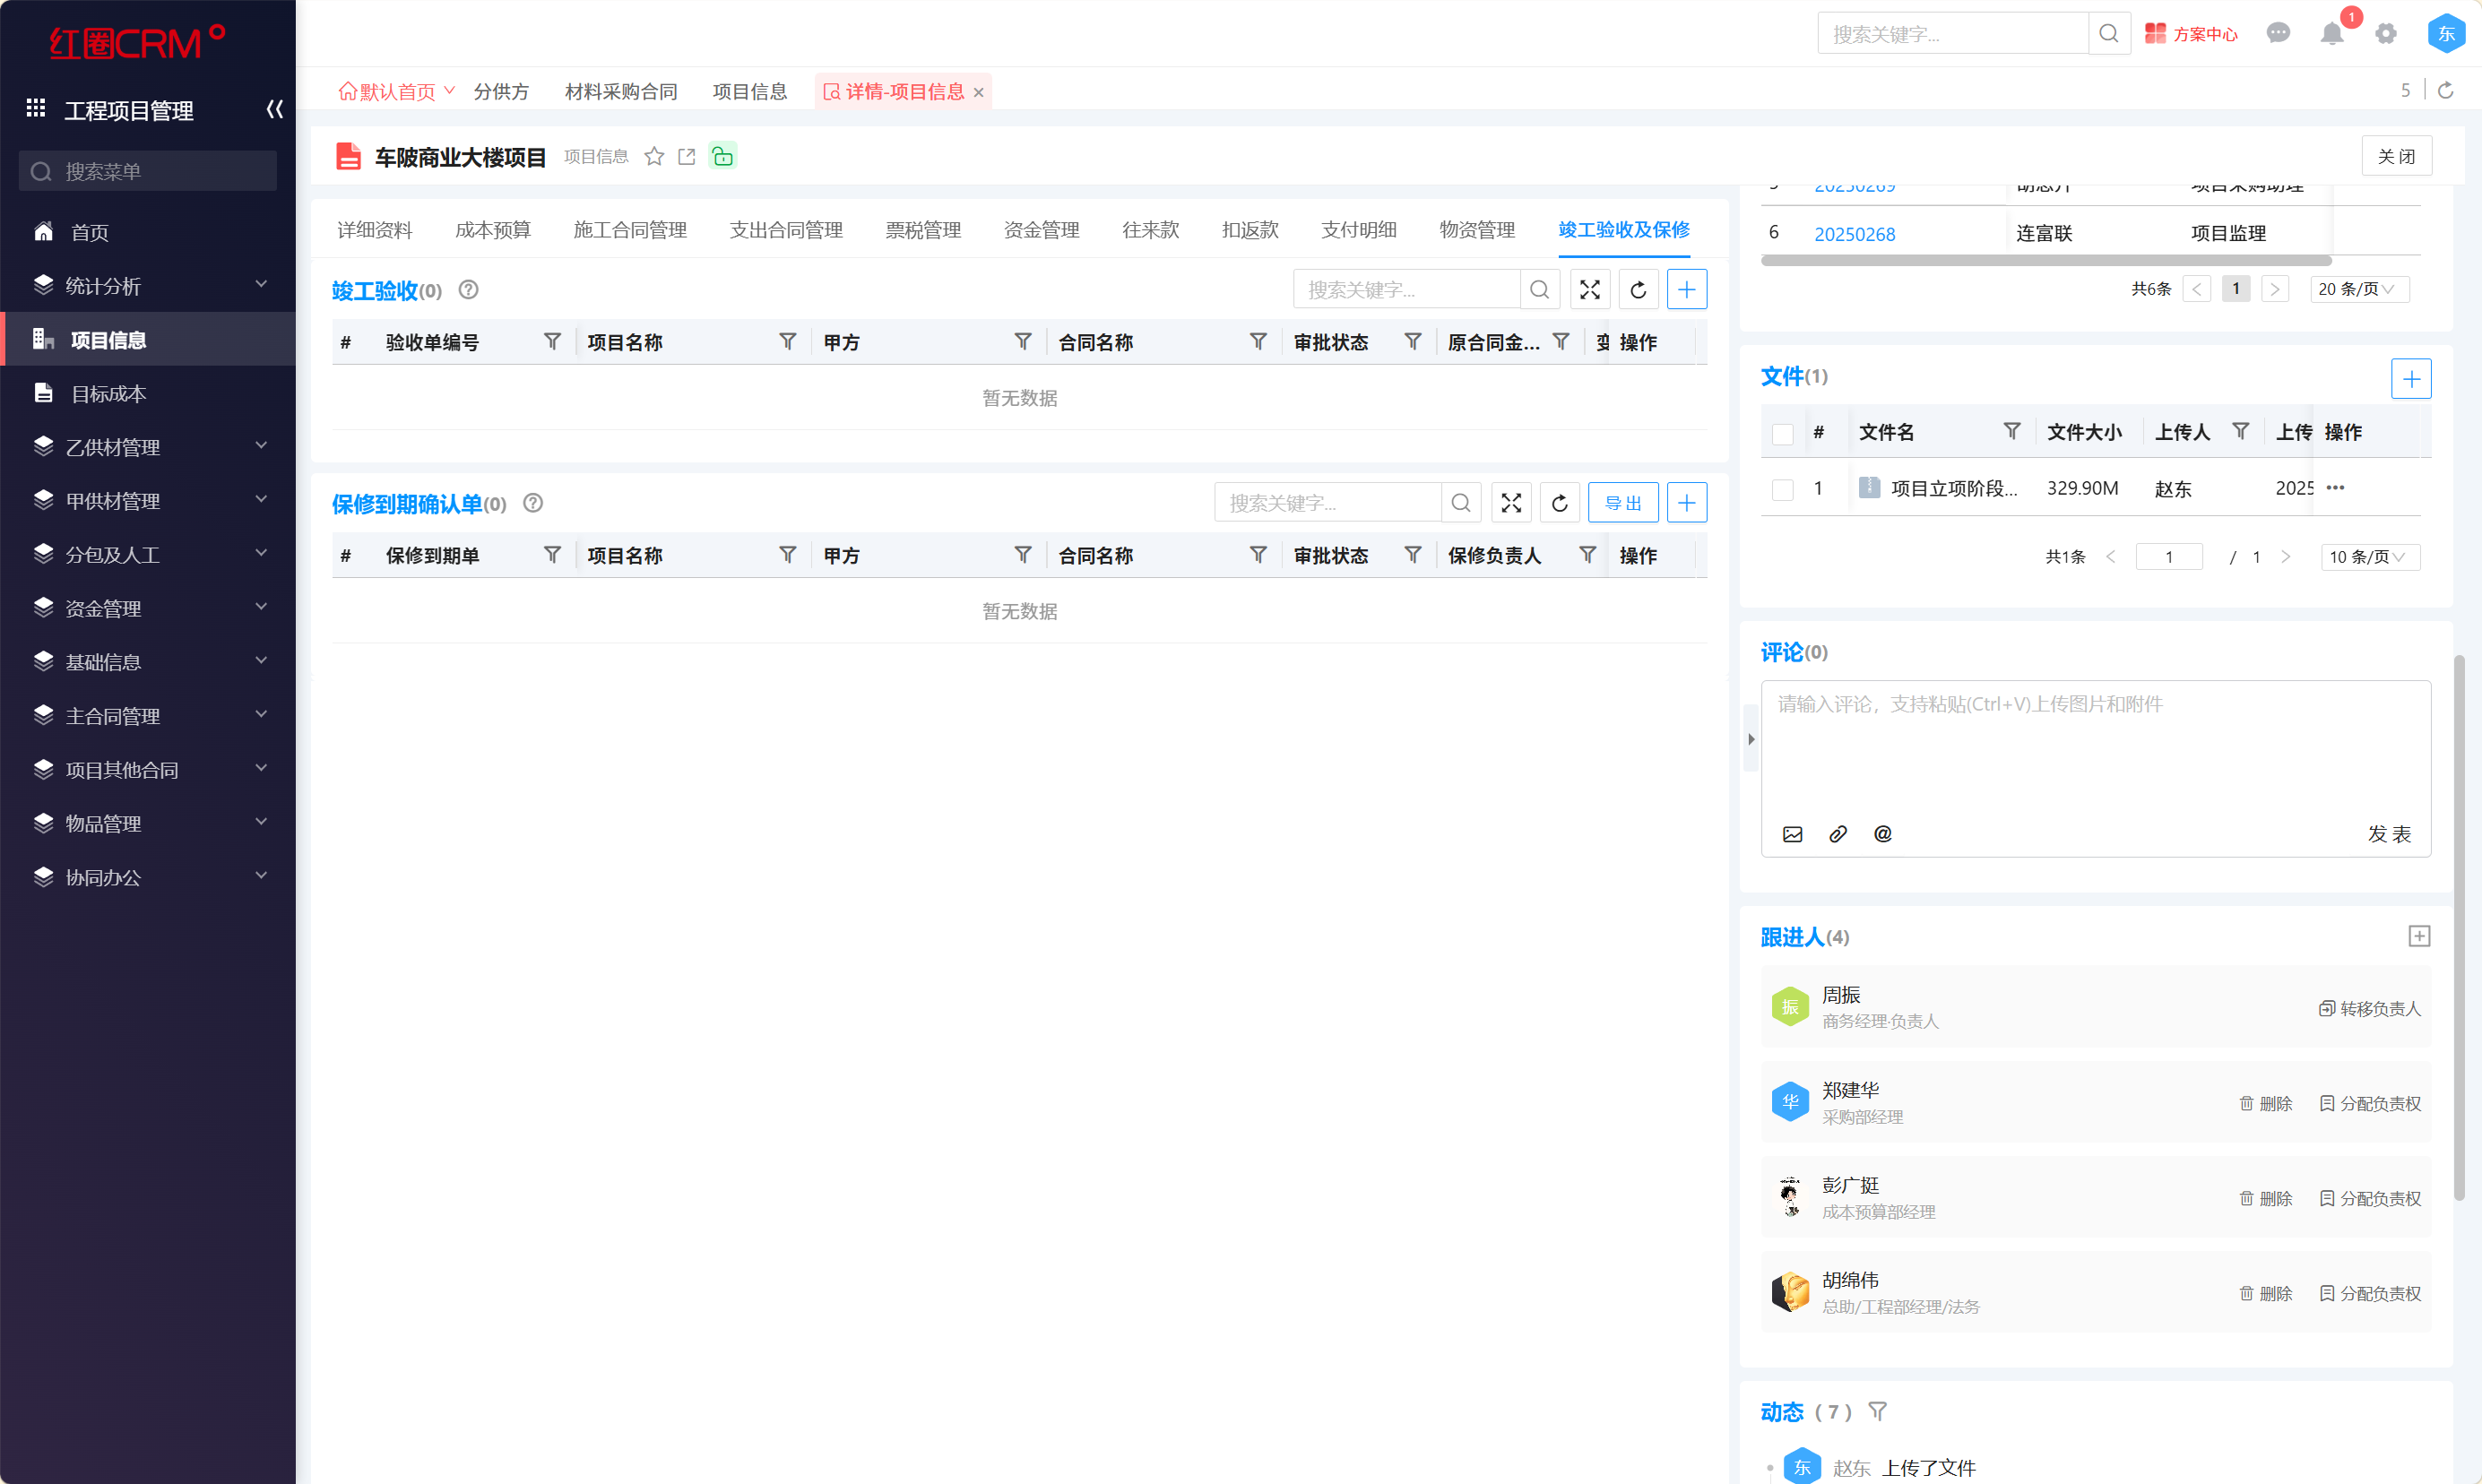 红圈CRM
搜索关键字...
方案中心
1
东
工程项目管理
搜索菜单
首页
统计分析
项目信息
目标成本
乙供材管理
甲供材管理
分包及人工
资金管理
基础信息
主合同管理
项目其他合同
物品管理
协同办公
默认首页 分供方 材料采购合同 项目信息 详情-项目信息
5
车陂商业大楼项目 项目信息
关 闭
详细资料 成本预算 施工合同管理 支出合同管理 票税管理 资金管理 往来款 扣返款 支付明细 物资管理 竣工验收及保修
竣工验收(0)
搜索关键字...
# 验收单编号 项目名称 甲方 合同名称 审批状态 原合同金... 变 操作
暂无数据
保修到期确认单(0)
搜索关键字...
导 出
# 保修到期单 项目名称 甲方 合同名称 审批状态 保修负责人 操作
暂无数据
20250269 项目采购助理
6 20250268 连富联 项目监理
共6条 1 20 条/页
文件(1)
# 文件名 文件大小 上传人 上传 操作
1 项目立项阶段... 329.90M 赵东 2025 •••
共1条 1 / 1 10 条/页
评论(0)
请输入评论，支持粘贴(Ctrl+V)上传图片和附件
@
发 表
跟进人(4)
振 周振
商务经理·负责人
转移负责人
华 郑建华
采购部经理
删除 分配负责权
彭广挺
成本预算部经理
删除 分配负责权
胡绵伟
总助/工程部经理/法务
删除 分配负责权
动态 ( 7 )
东 赵东 上传了文件